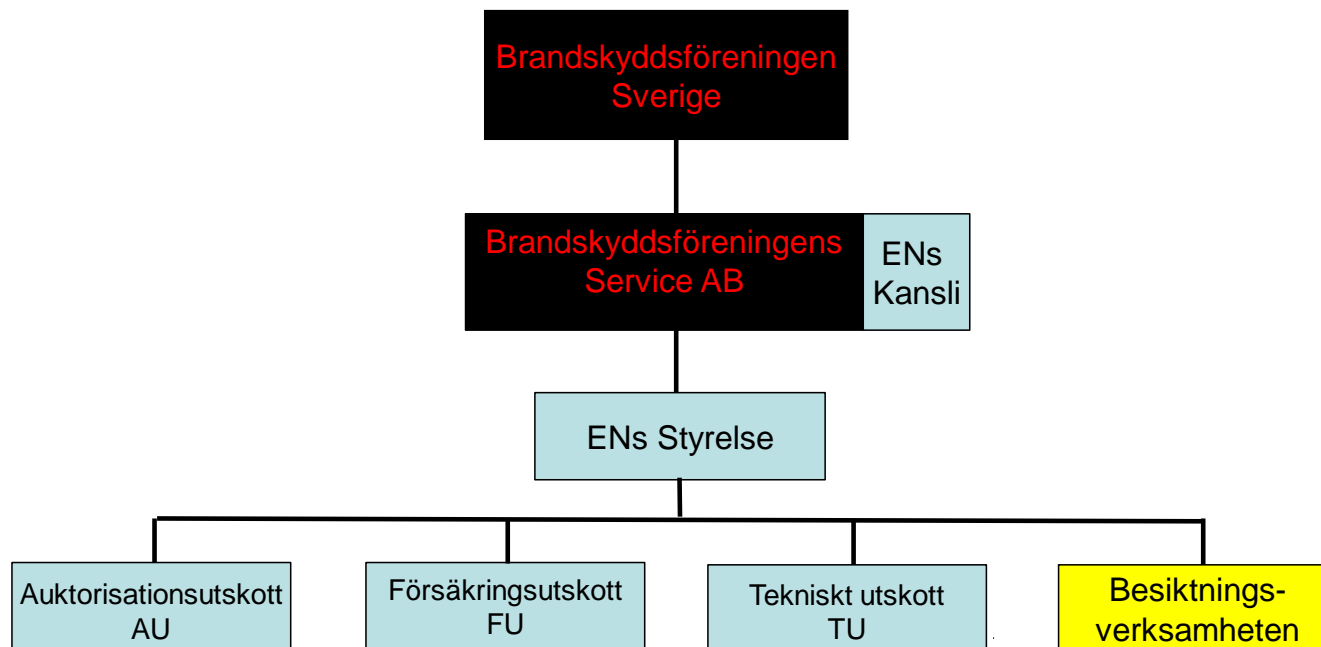 Brandskyddsföreningen
Sverige
Brandskyddsföreningens
Service AB
ENs
Kansli
ENs Styrelse
Auktorisationsutskott
AU
Försäkringsutskott
FU
Tekniskt utskott
TU
Besiktnings-
verksamheten